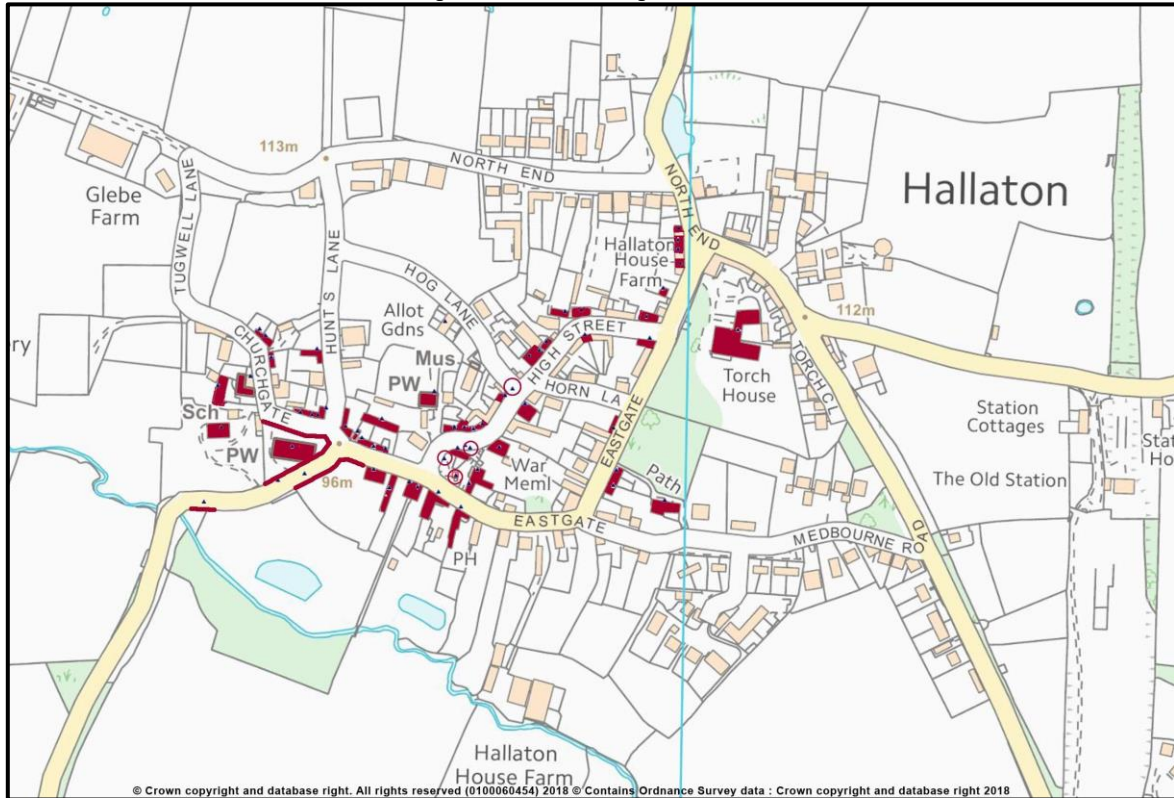 113m
NORTH END
Hallaton
Glebe
Farm
TUGWELL LANE
HUNT'S LANE
HOG LANE
NORTH END
Hallaton
House
Farm
112m
Allot
Gdns
Mus
PW
HIGH STREET
HORN LA
Torch
House
TORCH CL
CHURCHGATE
Sch
PW
96m
War
Meml
EASTGATE
Path
Station
Cottages
The Old Station
EASTGATE
MEDBOURNE ROAD
PH
Hallaton
House Farm
ery
Stat
Ho
© Crown copyright and database right. All rights reserved (0100060454) 2018 © Contains Ordnance Survey data : Crown copyright and database right 2018